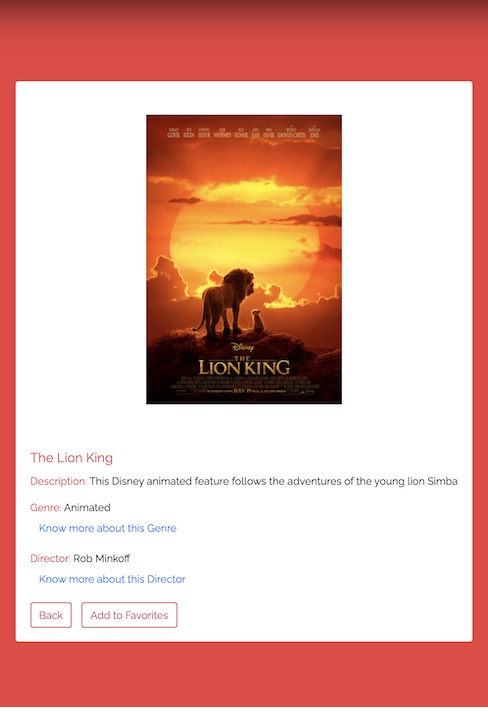 Disney
THE
LION KING
JULY 19
The Lion King
Description: This Disney animated feature follows the adventures of the young lion Simba
Genre: Animated
Know more about this Genre
Director: Rob Minkoff
Know more about this Director
Back Add to Favorites